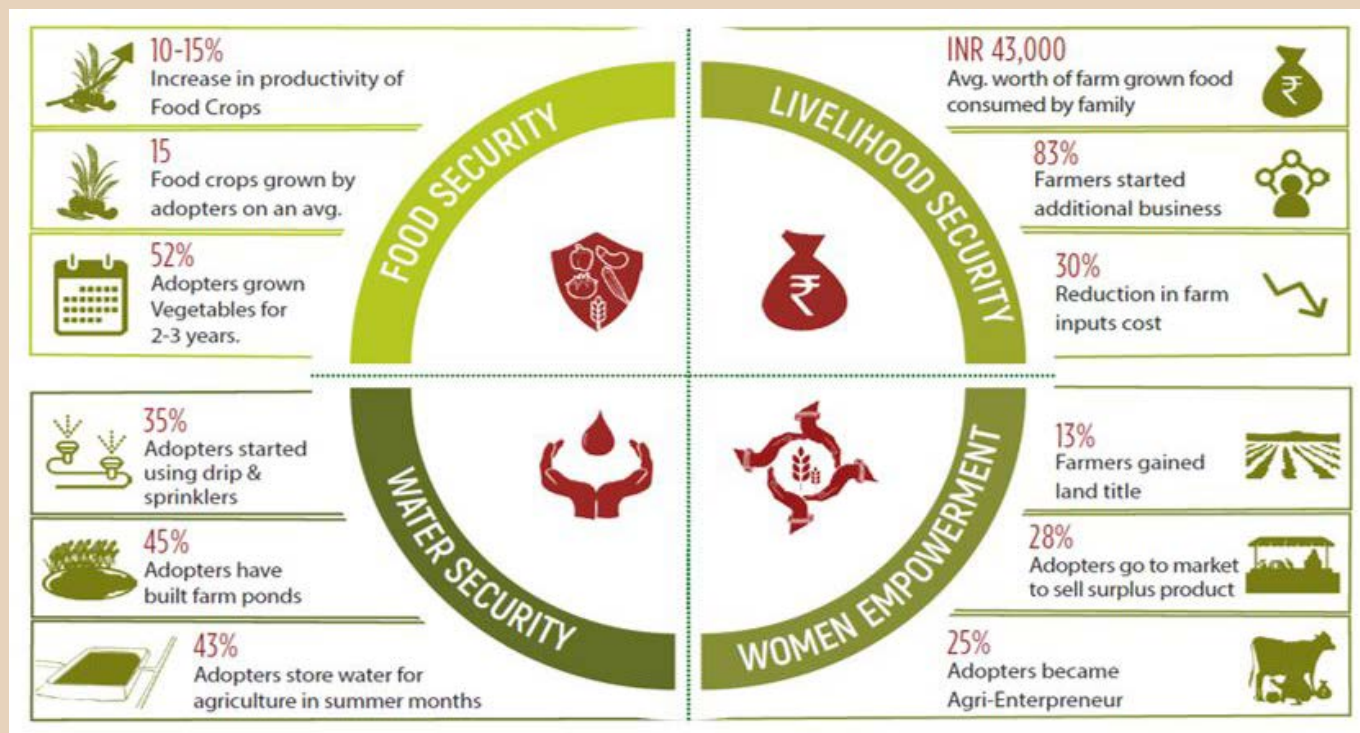 10-15%
Increase in productivity of
Food Crops
15
Food crops grown by
adopters on an avg.
52%
Adopters grown
Vegetables for
2-3 years.
FOOD SECURITY
LIVELIHOOD SECURITY
INR 43,000
Avg. worth of farm grown food
consumed by family
₹
83%
Farmers started
additional business
30%
Reduction in farm
inputs cost
₹
35%
Adopters started
using drip &
sprinklers
45%
Adopters have
built farm ponds
43%
Adopters store water for
agriculture in summer months
WATER SECURITY
WOMEN EMPOWERMENT
13%
Farmers gained
land title
28%
Adopters go to market
to sell surplus product
25%
Adopters became
Agri-Enterpreneur